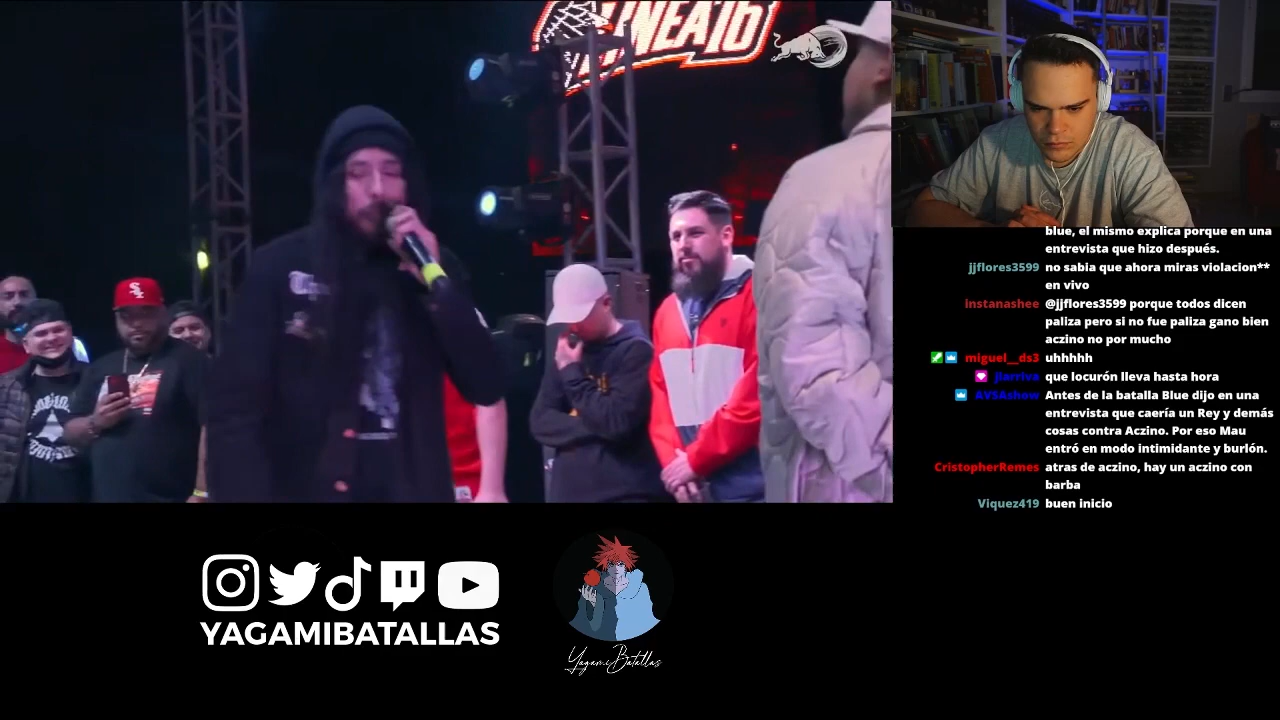 LINEA16
blue, el mismo explica porque en una
entrevista que hizo después.
jjflores3599 no sabia que ahora miras violacion**
en vivo
instanashee @jjflores3599 porque todos dicen
paliza pero si no fue paliza gano bien
aczino no por mucho
miguel__ds3 uhhhhh
jlarriva que locurón lleva hasta hora
AVSAshow Antes de la batalla Blue dijo en una
entrevista que caería un Rey y demás
cosas contra Aczino. Por eso Mau
entró en modo intimidante y burlón.
CristopherRemes atras de aczino, hay un aczino con
barba
Viquez419 buen inicio
YAGAMIBATALLAS
YagamiBatallas